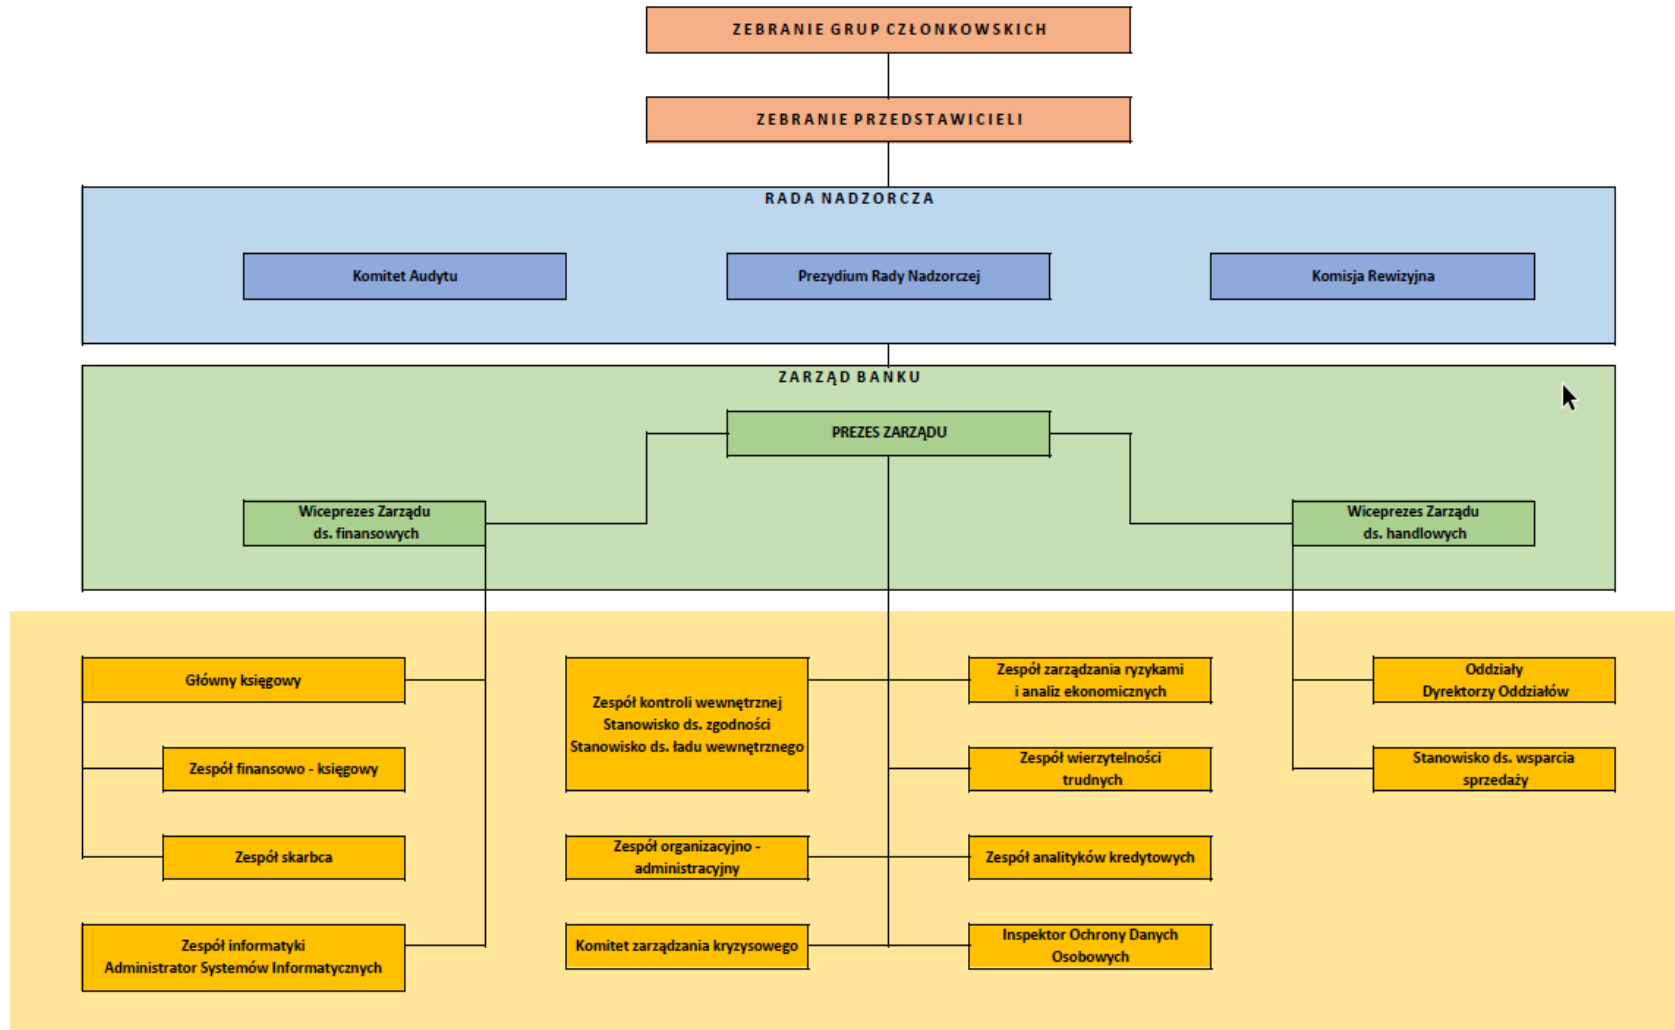 ZEBRANIE GRUP CZŁONKOWSKICH
ZEBRANIE PRZEDSTAWICIELI
RADA NADZORCZA
Komitet Audytu
Prezydium Rady Nadzorczej
Komisja Rewizyjna
ZARZĄD BANKU
PREZES ZARZĄDU
Wiceprezes Zarządu
ds. finansowych
Wiceprezes Zarządu
ds. handlowych
Główny księgowy
Zespół finansowo - księgowy
Zespół skarbca
Zespół informatyki
Administrator Systemów Informatycznych
Zespół kontroli wewnętrznej
Stanowisko ds. zgodności
Stanowisko ds. ładu wewnętrznego
Zespół organizacyjno -
administracyjny
Komitet zarządzania kryzysowego
Zespół zarządzania ryzykami
i analiz ekonomicznych
Zespół wierzytelności
trudnych
Zespół analityków kredytowych
Inspektor Ochrony Danych
Osobowych
Oddziały
Dyrektorzy Oddziałów
Stanowisko ds. wsparcia
sprzedaży